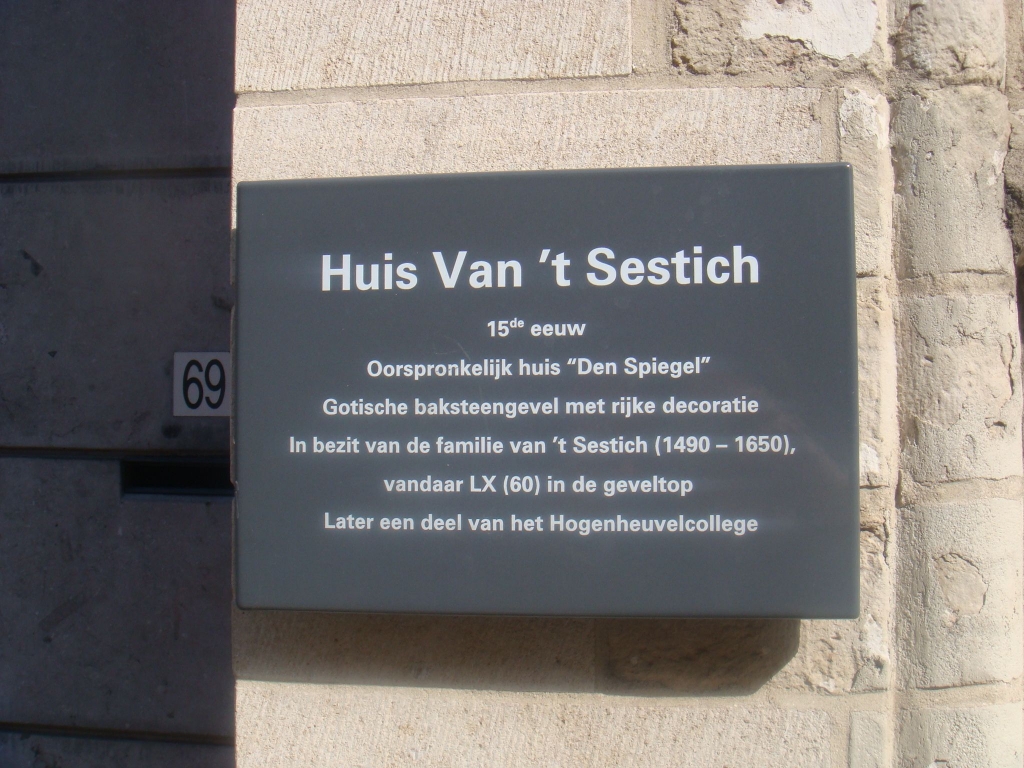 Huis Van ’t Sestich
15de eeuw
Oorspronkelijk huis “Den Spiegel”
Gotische baksteengevel met rijke decoratie
In bezit van de familie van ’t Sestich (1490 – 1650),
vandaar LX (60) in de geveltop
Later een deel van het Hogenheuvelcollege
69